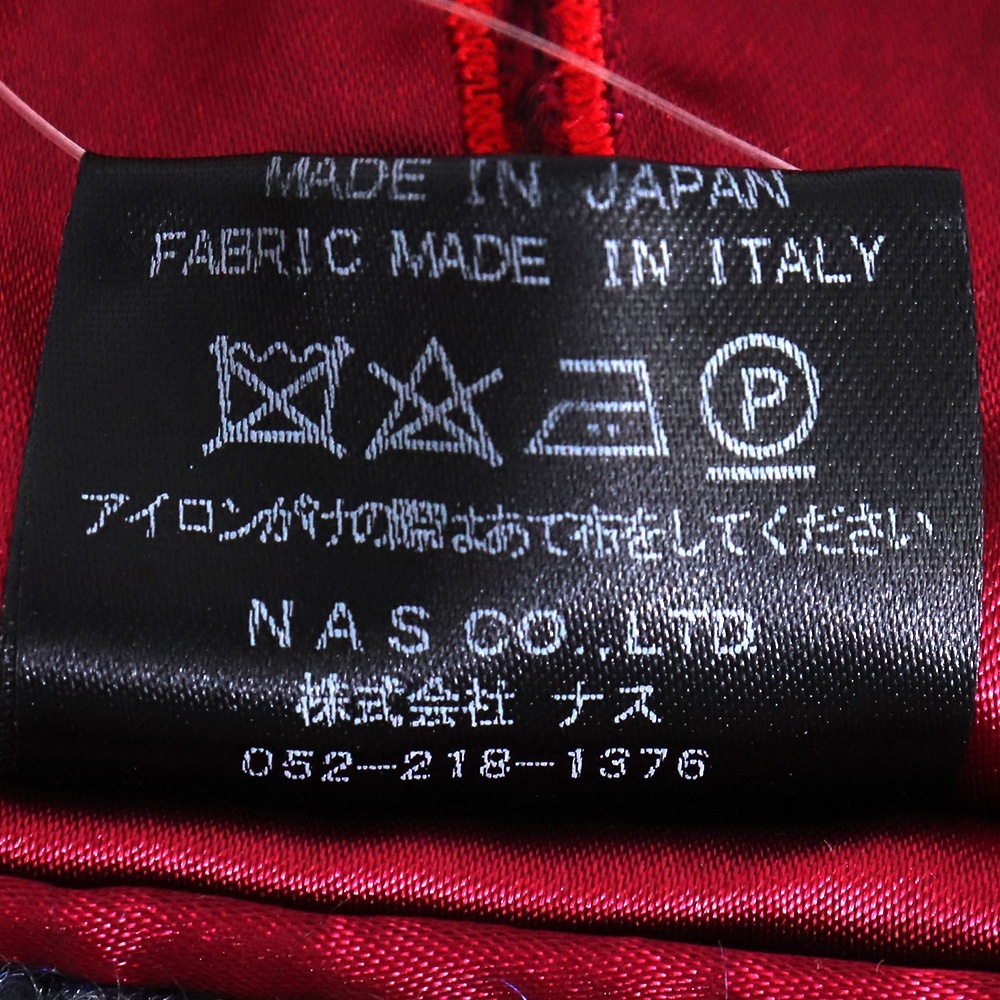 MADE IN JAPAN
FABRIC MADE IN ITALY
P
アイロンがけの際はあて布をしてください
NAS CO.,LTD.
株式会社 ナス
052-218-1376